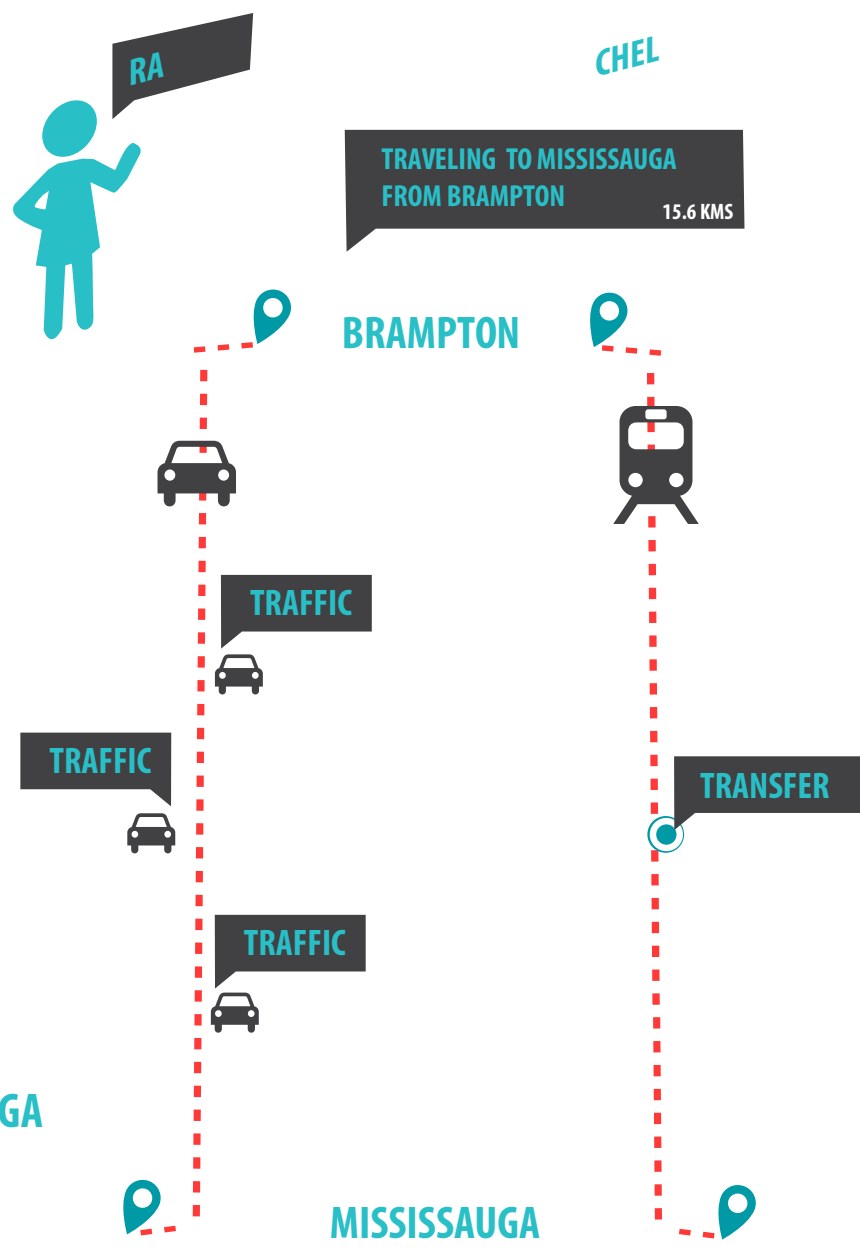 RA
CHEL
TRAVELING TO MISSISSAUGA
FROM BRAMPTON
15.6 KMS
BRAMPTON
TRAFFIC
TRAFFIC
TRANSFER
TRAFFIC
GA
MISSISSAUGA